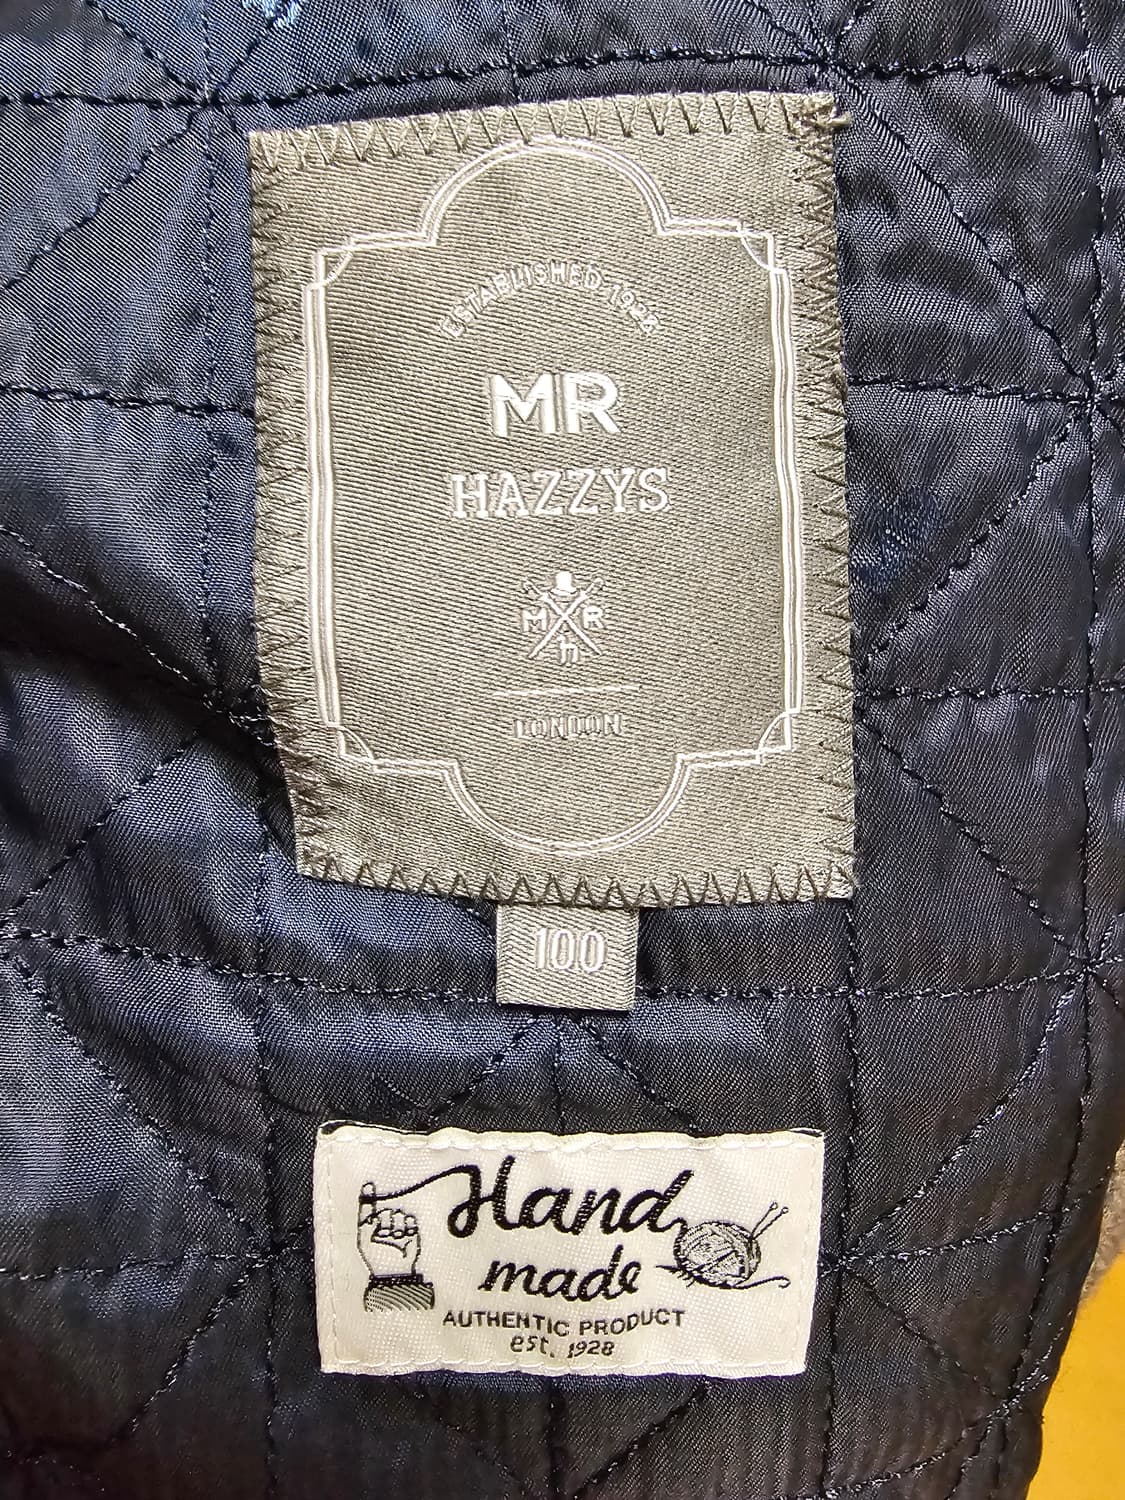 ESTABLISHED 1928
MR
HAZZYS
M R
h
LONDON
100
Hand
made
AUTHENTIC PRODUCT
est. 1928